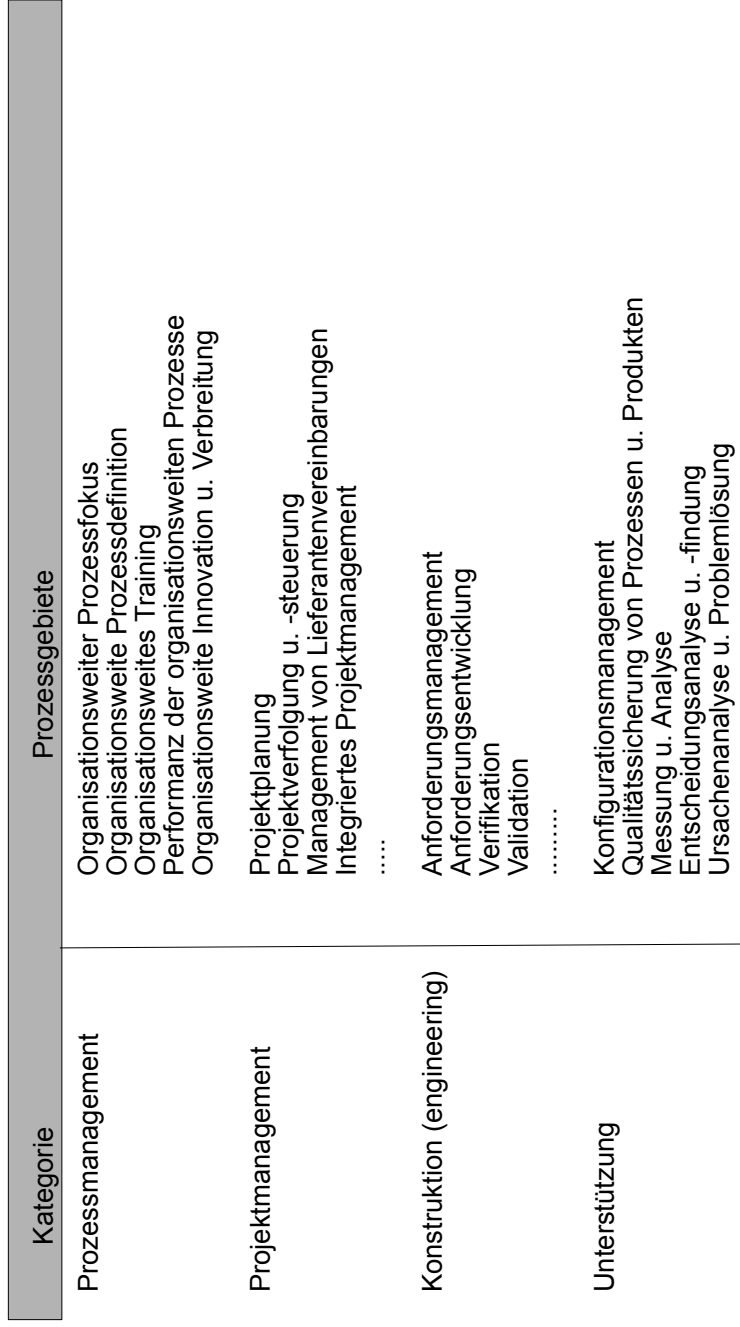 Kategorie Prozessgebiete
Prozessmanagement Organisationsweiter Prozessfokus
Organisationsweite Prozessdefinition
Organisationsweites Training
Performanz der organisationsweiten Prozesse
Organisationsweite Innovation u. Verbreitung
Projektmanagement Projektplanung
Projektverfolgung u. -steuerung
Management von Lieferantenvereinbarungen
Integriertes Projektmanagement
.....
Konstruktion (engineering) Anforderungsmanagement
Anforderungsentwicklung
Verifikation
Validation
.........
Unterstützung Konfigurationsmanagement
Qualitätssicherung von Prozessen u. Produkten
Messung u. Analyse
Entscheidungsanalyse u. -findung
Ursachenanalyse u. Problemlösung